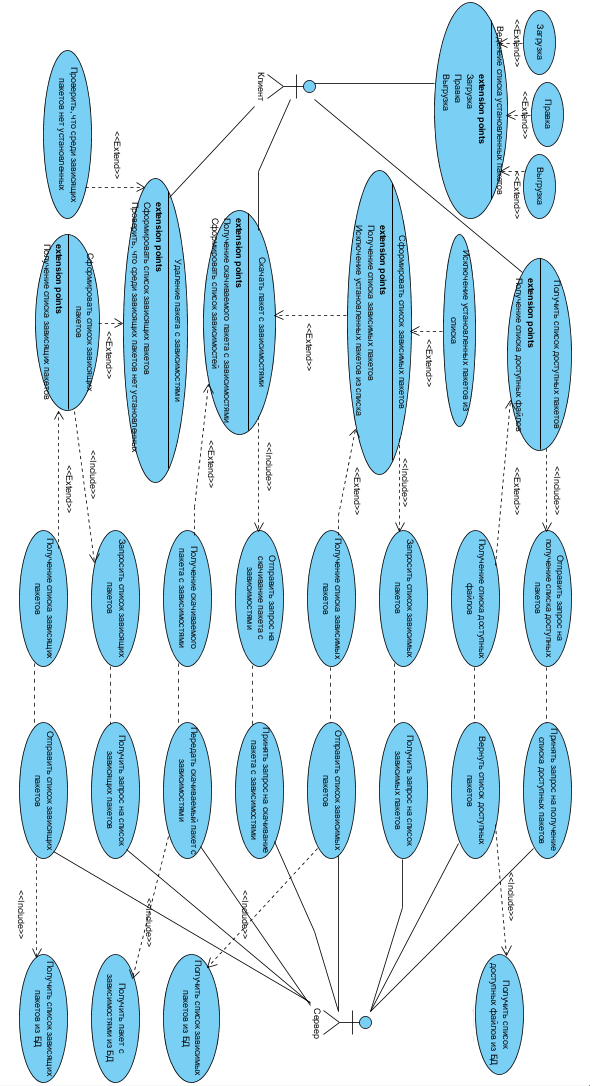 Загрузка
Правка
Выгрузка
<<Extend>>
<<Extend>>
<<Extend>>
Ведение списка установленных пакетов
extension points
Загрузка
Правка
Выгрузка
Клиент
Получить список доступных пакетов
extension points
Получение списка доступных файлов
<<Include>>
<<Extend>>
Отправить запрос на
получение списка доступных
пакетов
Принять запрос на получение
списка доступных пакетов
Получение списка доступных
файлов
Вернуть список доступных
пакетов
<<Include>>
Получить список
доступных файлов из БД
Исключение установленных пакетов из
списка
<<Extend>>
Сформировать список зависимых пакетов
extension points
Получение списка зависимых пакетов
Исключение установленных пакетов из списка
<<Include>>
<<Extend>>
<<Extend>>
Запросить список зависимых
пакетов
Получить запрос на список
зависимых пакетов
Получение списка зависимых
пакетов
Отправить список зависимых
пакетов
Сервер
Скачать пакет с зависимостями
extension points
Получение скачиваемого пакета с зависимостями
Сформировать список зависимостей
<<Include>>
<<Extend>>
Отправить запрос на
скачивание пакета с
зависимостями
Принять запрос на скачивание
пакета с зависимостями
<<Include>>
Получить список зависимых
пакетов из БД
Получение скачиваемого
пакета с зависимостями
Передать скачиваемый пакет с
зависимостями
<<Include>>
Получить пакет с
зависимостями из БД
Удаление пакета с зависимостями
extension points
Сформировать список зависящих пакетов
Проверить, что среди зависящих пакетов нет установленных
<<Extend>>
<<Extend>>
Проверить, что среди зависящих
пакетов нет установленных
Сформировать список зависящих
пакетов
extension points
Получение списка зависящих пакетов
<<Include>>
<<Extend>>
Запросить список зависящих
пакетов
Получить запрос на список
зависящих пакетов
Получение списка зависящих
пакетов
Отправить список зависящих
пакетов
<<Include>>
Получить список зависящих
пакетов из БД